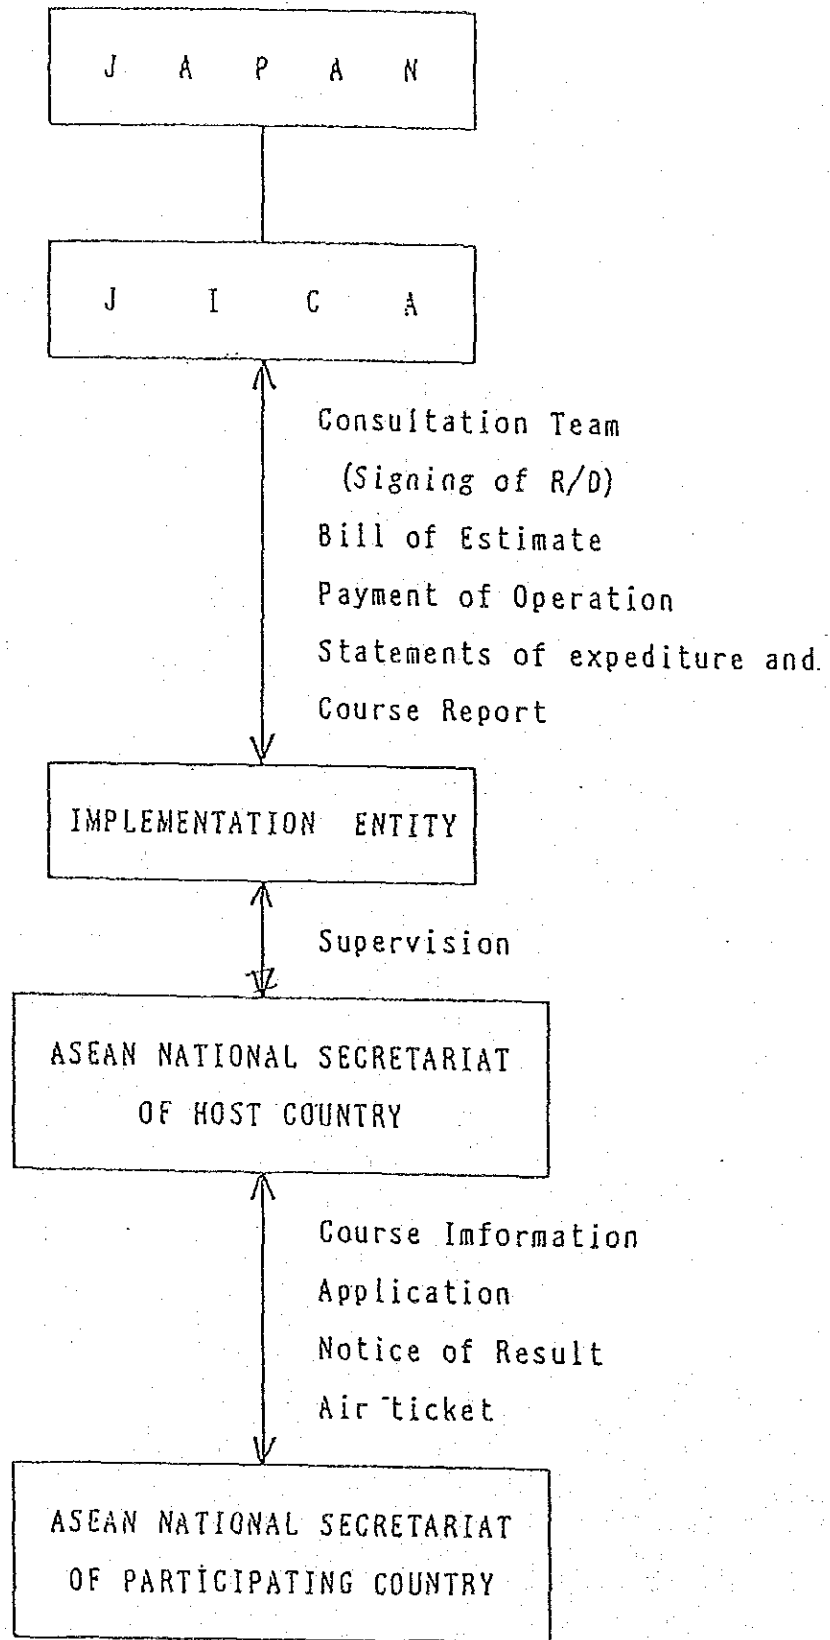 J A P A N
J I C A
Consultation Team
(Signing of R/D)
Bill of Estimate
Payment of Operation
Statements of expediture and
Course Report
IMPLEMENTATION ENTITY
Supervision
ASEAN NATIONAL SECRETARIAT
OF HOST COUNTRY
Course Imformation
Application
Notice of Result
Air ticket
ASEAN NATIONAL SECRETARIAT
OF PARTICIPATING COUNTRY